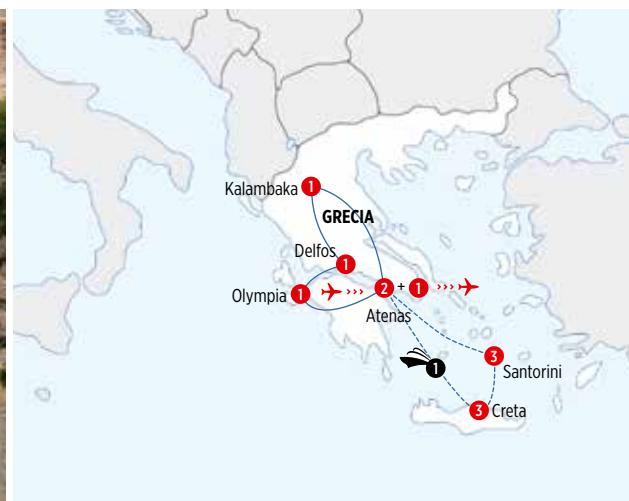 Kalambaka 1
GRECIA
Delfos
1
Olympia 1 2 + 1
Atenas
3
Santorini
1
3 Creta